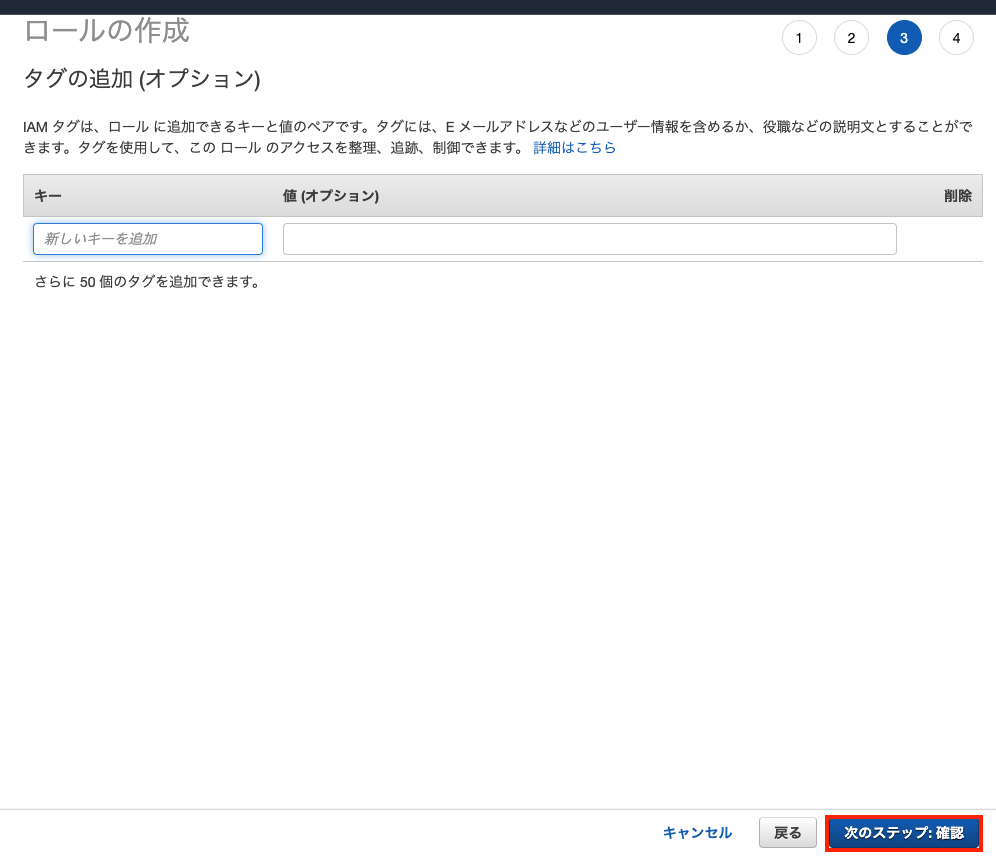 ロールの作成
1 2 3 4
タグの追加 (オプション)
IAM タグは、ロール に追加できるキーと値のペアです。タグには、E メールアドレスなどのユーザー情報を含めるか、役職などの説明文とすることがで
きます。タグを使用して、この ロール のアクセスを整理、追跡、制御できます。 詳細はこちら
キー 値 (オプション) 削除
新しいキーを追加
さらに 50 個のタグを追加できます。
キャンセル 戻る 次のステップ: 確認